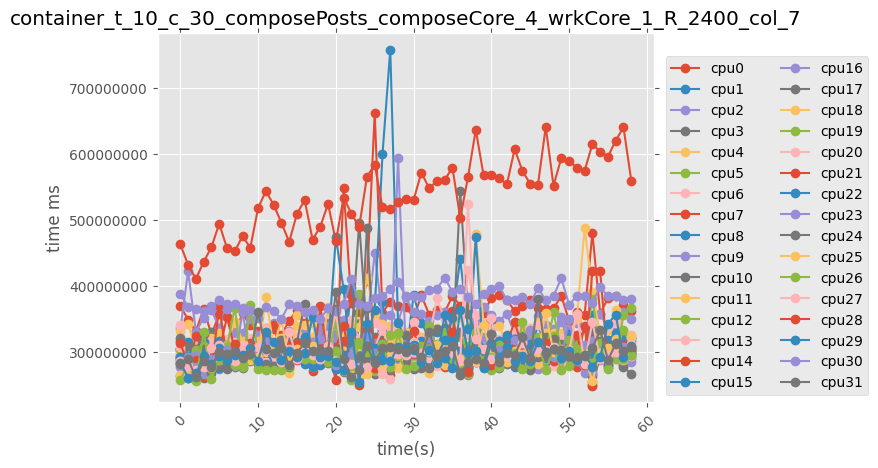 container_t_10_c_30_composePosts_composeCore_4_wrkCore_1_R_2400_col_7
time ms
700000000
600000000
500000000
400000000
300000000
0
10
20
30
40
50
60
time(s)
cpu0
cpu1
cpu2
cpu3
cpu4
cpu5
cpu6
cpu7
cpu8
cpu9
cpu10
cpu11
cpu12
cpu13
cpu14
cpu15
cpu16
cpu17
cpu18
cpu19
cpu20
cpu21
cpu22
cpu23
cpu24
cpu25
cpu26
cpu27
cpu28
cpu29
cpu30
cpu31